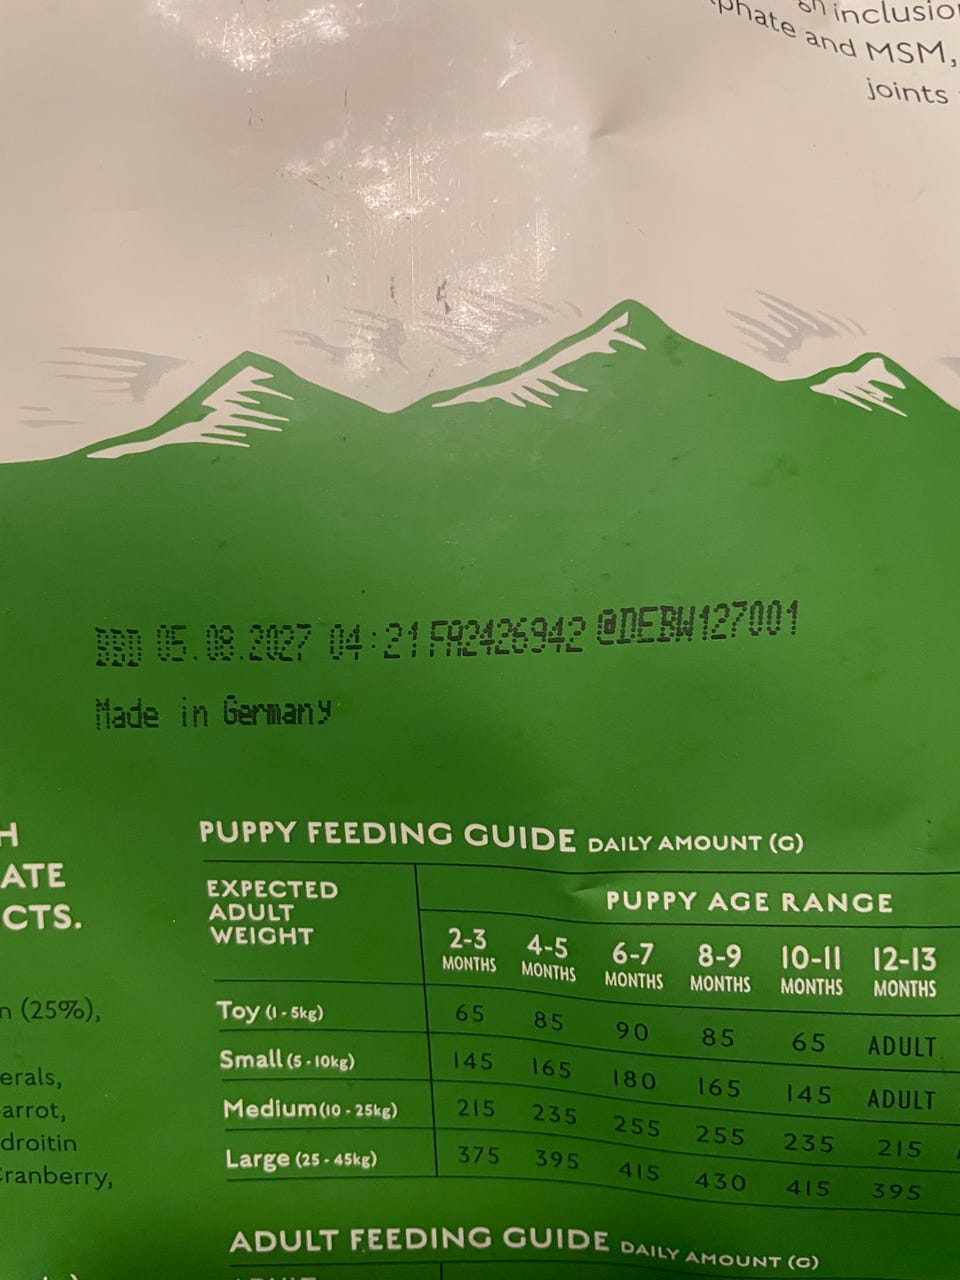 inclusio
phate and MSM,
joints
BBD 05.08.2027 04:21 FA2426942 @DEBW127001
Made in Germany
H
ATE
CTS.
n (25%),
erals,
arrot,
droitin
Cranberry,
PUPPY FEEDING GUIDE DAILY AMOUNT (G)
EXPECTED ADULT WEIGHT
PUPPY AGE RANGE
2-3 MONTHS 4-5 MONTHS 6-7 MONTHS 8-9 MONTHS 10-11 MONTHS 12-13 MONTHS
Toy (1 - 5kg) 65 85 90 85 65 ADULT
Small (5 - 10kg) 145 165 180 165 145 ADULT
Medium (10 - 25kg) 215 235 255 255 235 215
Large (25 - 45kg) 375 395 415 430 415 395
ADULT FEEDING GUIDE DAILY AMOUNT (G)